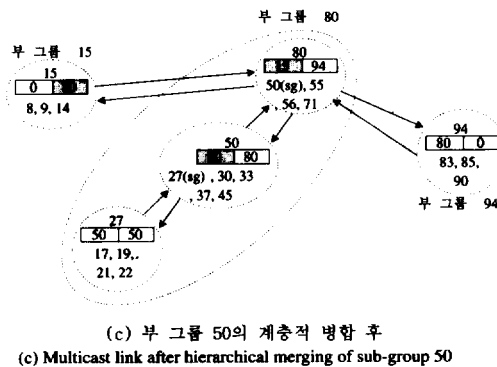 부 그룹 80
부 그룹 15
15
0
8, 9, 14
80
94
50(sg), 55
, 56, 71
50
80
27(sg) , 30, 33
, 37, 45
94
80 0
83, 85,
90
부 그룹 94
27
50 50
17, 19,.
21, 22
(c) 부 그룹 50의 계층적 병합 후
(c) Multicast link after hierarchical merging of sub-group 50